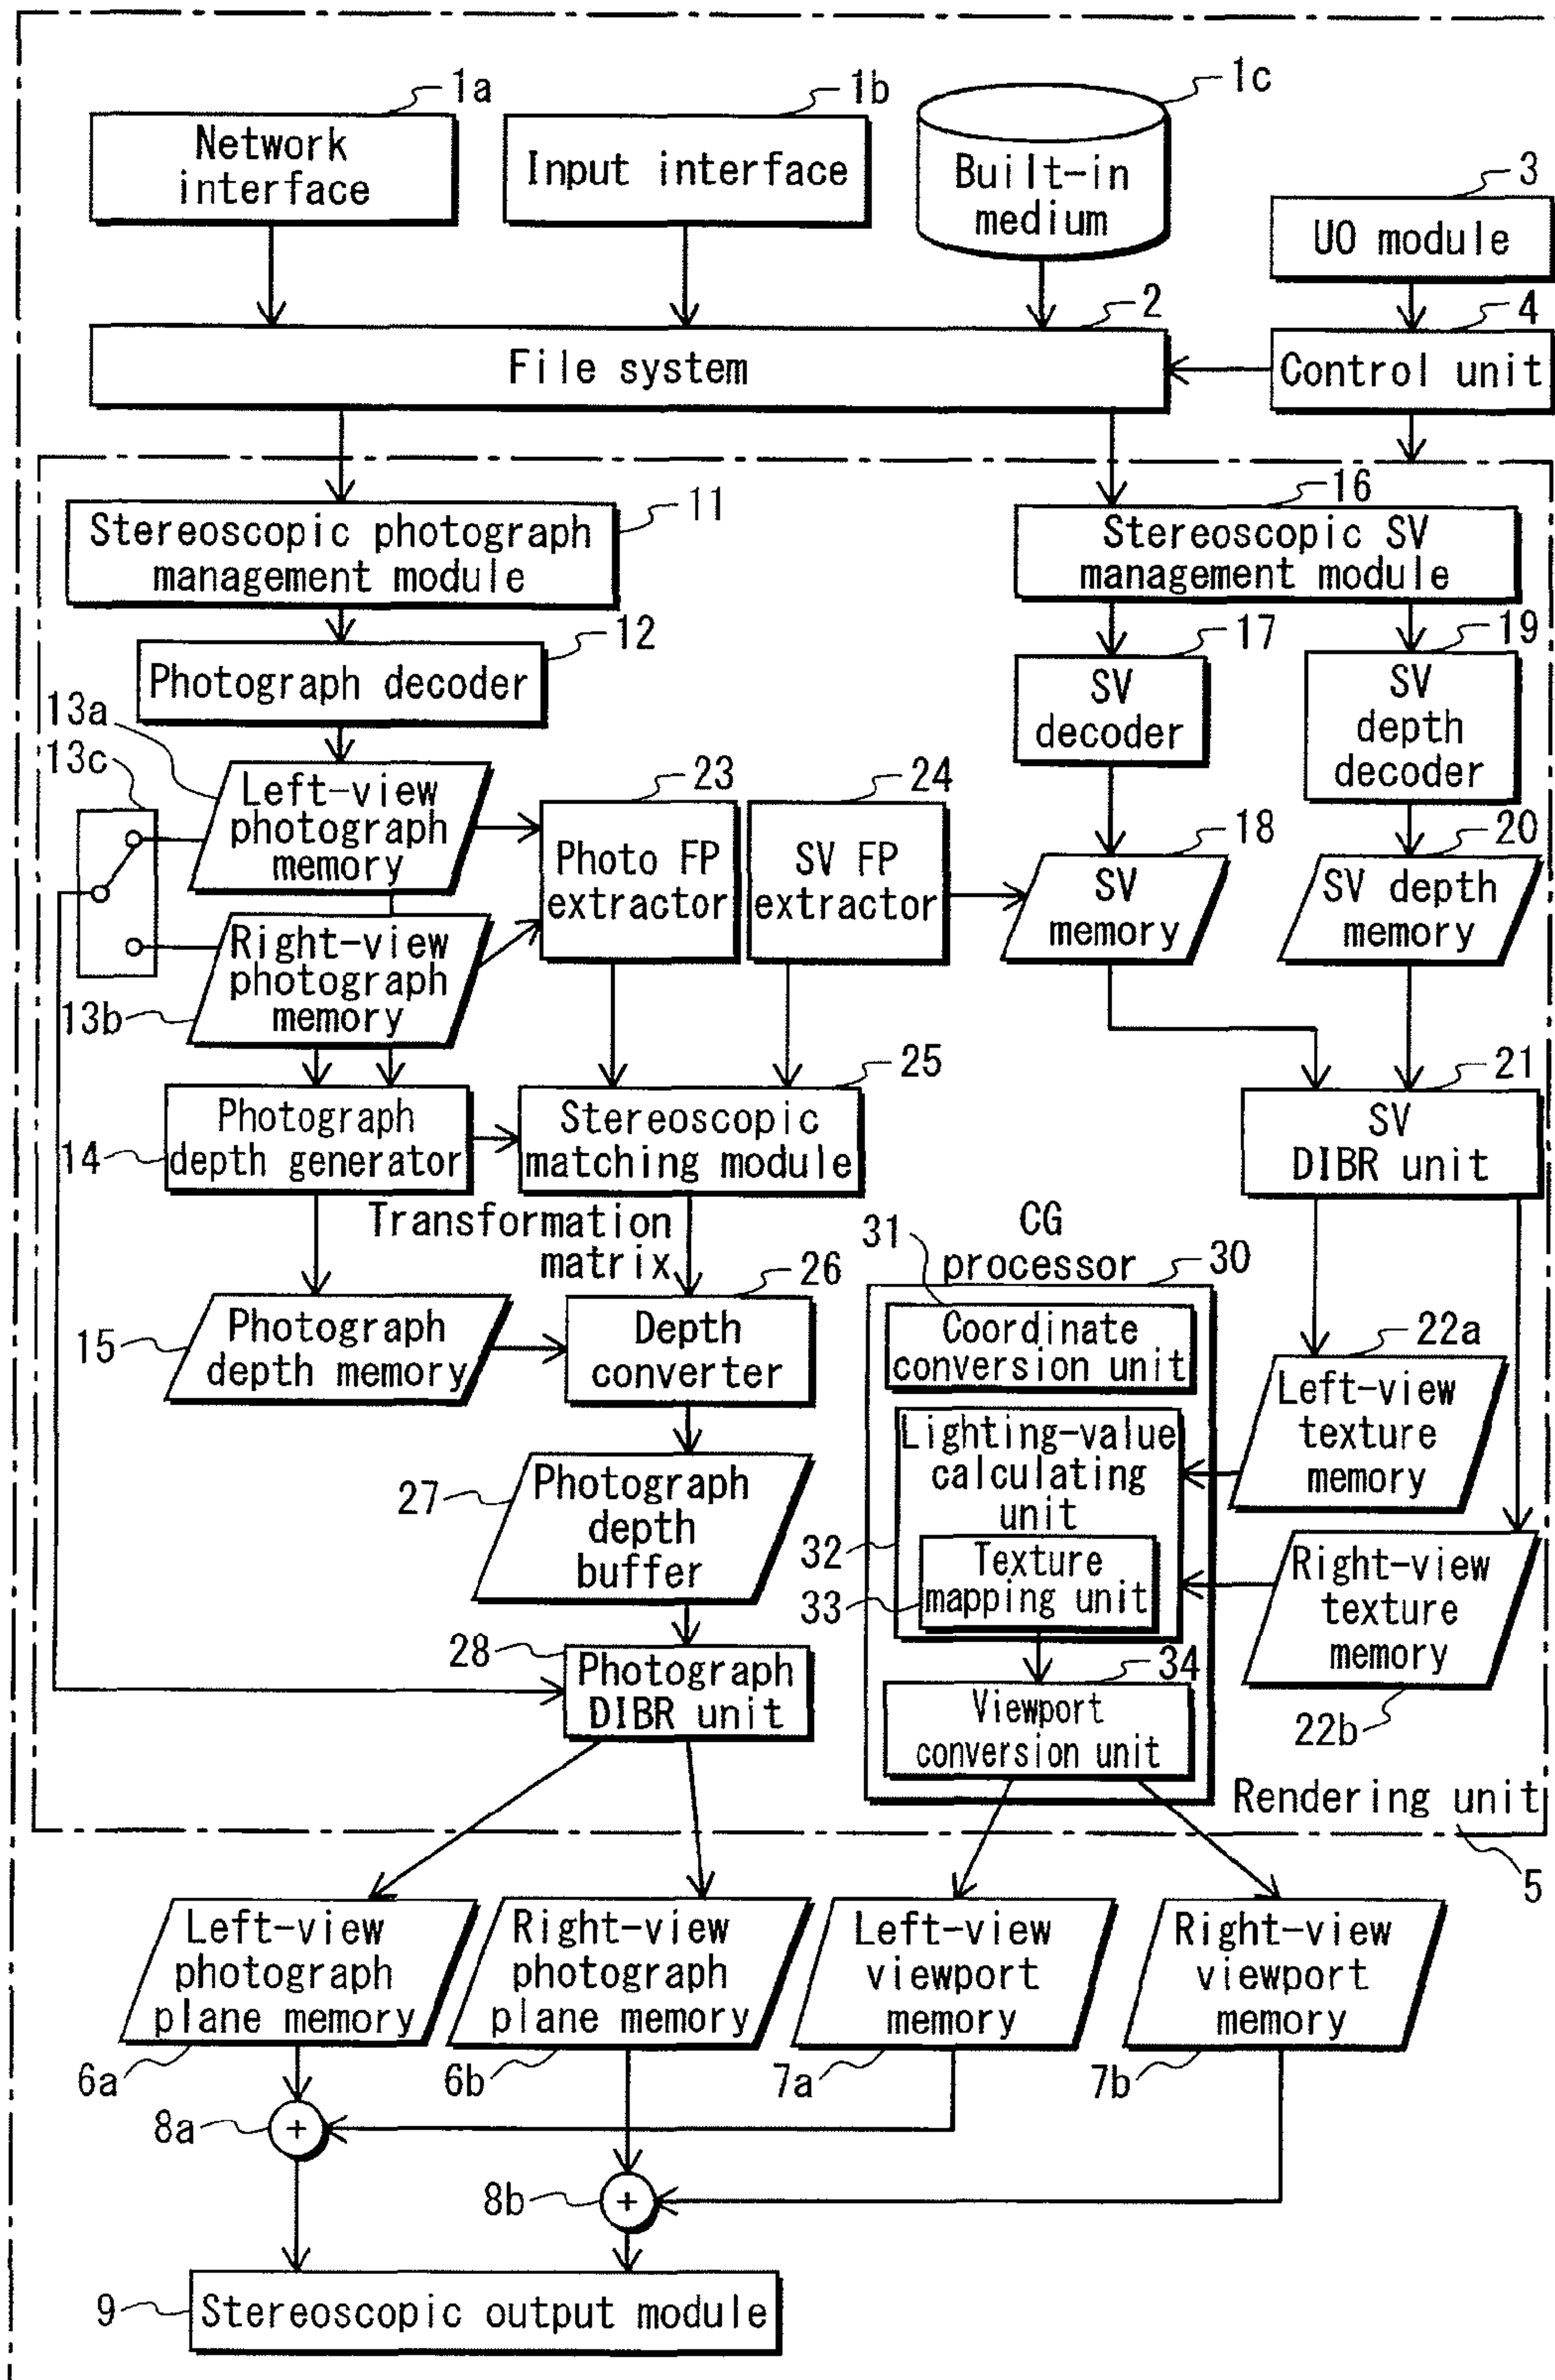 1a
Network
interface
1b
Input interface
1c
Built-in
medium
3
UO module
2
File system
4
Control unit
11
Stereoscopic photograph
management module
16
Stereoscopic SV
management module
12
Photograph decoder
17
SV
decoder
19
SV
depth
decoder
13a
13c
Left-view
photograph
memory
23
Photo FP
extractor
24
SV FP
extractor
18
SV
memory
20
SV depth
memory
Right-view
photograph
memory
13b
14
Photograph
depth generator
25
Stereoscopic
matching module
21
SV
DIBR unit
Transformation
matrix
15
Photograph
depth memory
26
Depth
converter
CG
processor
30
31
Coordinate
conversion unit
22a
Left-view
texture
memory
27
Photograph
depth
buffer
Lighting-value
calculating
unit
32
33
Texture
mapping unit
Right-view
texture
memory
22b
28
Photograph
DIBR unit
34
Viewport
conversion unit
Rendering unit
5
Left-view
photograph
plane memory
6a
Right-view
photograph
plane memory
6b
Left-view
viewport
memory
7a
Right-view
viewport
memory
7b
8a
+
8b
+
9
Stereoscopic output module